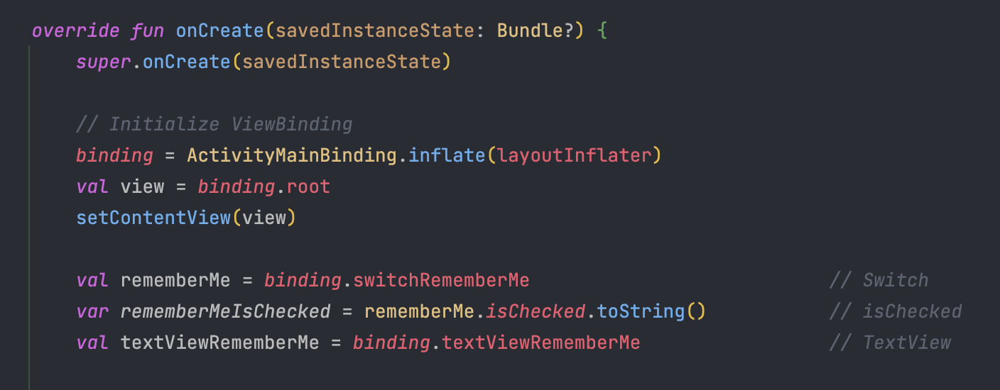 override fun onCreate(savedInstanceState: Bundle?) {
super.onCreate(savedInstanceState)
// Initialize ViewBinding
binding = ActivityMainBinding.inflate(layoutInflater)
val view = binding.root
setContentView(view)
val rememberMe = binding.switchRememberMe // Switch
var rememberMeIsChecked = rememberMe.isChecked.toString() // isChecked
val textViewRememberMe = binding.textViewRememberMe // TextView